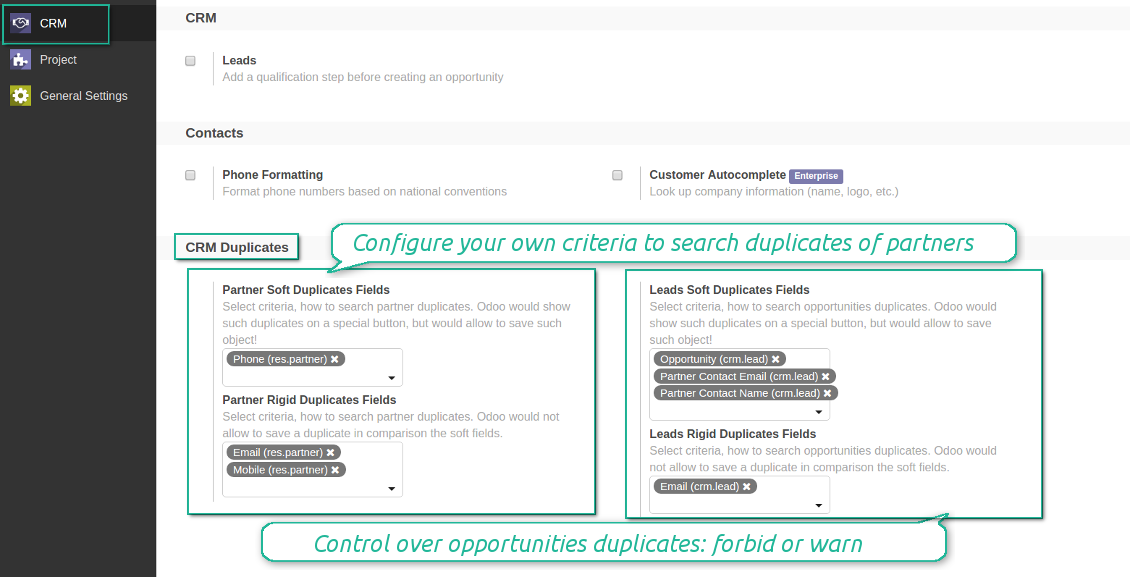 CRM
Project
General Settings
CRM
Leads
Add a qualification step before creating an opportunity
Contacts
Phone Formatting
Format phone numbers based on national conventions
Customer Autocomplete Enterprise
Look up company information (name, logo, etc.)
CRM Duplicates
Configure your own criteria to search duplicates of partners
Partner Soft Duplicates Fields
Select criteria, how to search partner duplicates. Odoo would show
such duplicates on a special button, but would allow to save such
object!
Phone (res.partner) ✖
Partner Rigid Duplicates Fields
Select criteria, how to search partner duplicates. Odoo would not
allow to save a duplicate in comparison the soft fields.
Email (res.partner) ✖
Mobile (res.partner) ✖
Leads Soft Duplicates Fields
Select criteria, how to search opportunities duplicates. Odoo would
show such duplicates on a special button, but would allow to save
such object!
Opportunity (crm.lead) ✖
Partner Contact Email (crm.lead) ✖
Partner Contact Name (crm.lead) ✖
Leads Rigid Duplicates Fields
Select criteria, how to search opportunities duplicates. Odoo would
not allow to save a duplicate in comparison the soft fields.
Email (crm.lead) ✖
Control over opportunities duplicates: forbid or warn